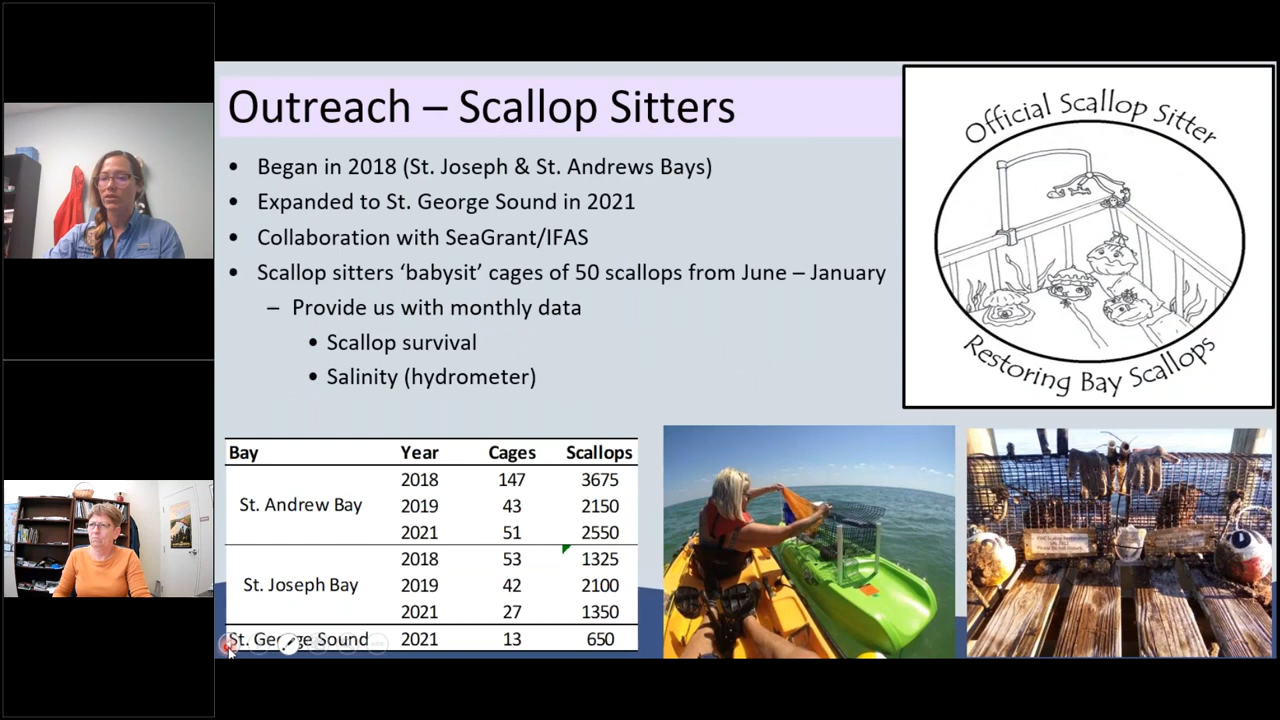 Outreach – Scallop Sitters
• Began in 2018 (St. Joseph & St. Andrews Bays)
• Expanded to St. George Sound in 2021
• Collaboration with SeaGrant/IFAS
• Scallop sitters ‘babysit’ cages of 50 scallops from June – January
– Provide us with monthly data
• Scallop survival
• Salinity (hydrometer)
Official Scallop Sitter
Restoring Bay Scallops
Bay Year Cages Scallops
St. Andrew Bay
2018 147 3675
2019 43 2150
2021 51 2550
St. Joseph Bay
2018 53 1325
2019 42 2100
2021 27 1350
St. George Sound 2021 13 650